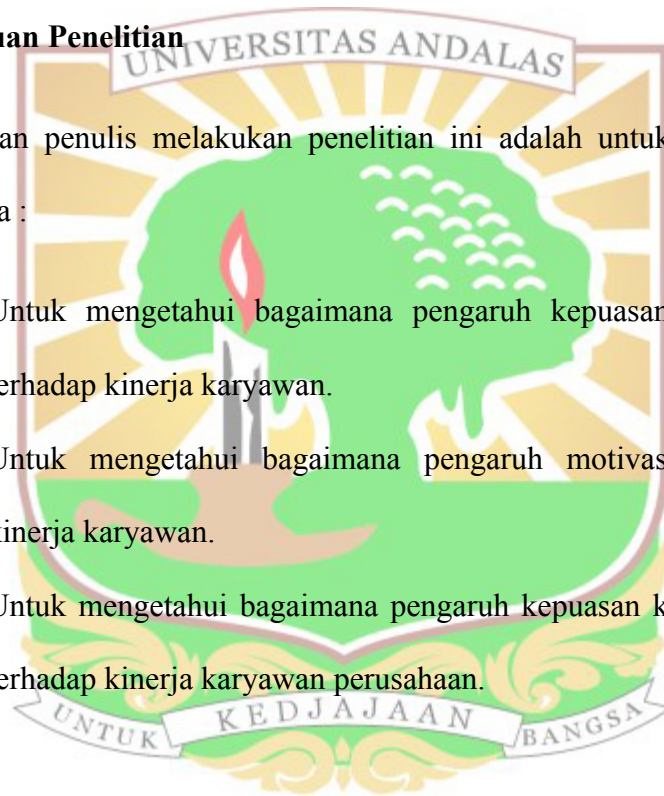 uan Penelitian
UNIVERSITAS ANDALAS
an penulis melakukan penelitian ini adalah untuk
a :
Untuk mengetahui bagaimana pengaruh kepuasan
erhadap kinerja karyawan.
Untuk mengetahui bagaimana pengaruh motivas
kinerja karyawan.
Untuk mengetahui bagaimana pengaruh kepuasan k
erhadap kinerja karyawan perusahaan.
UNTUK KEDJAJAAN BANGSA